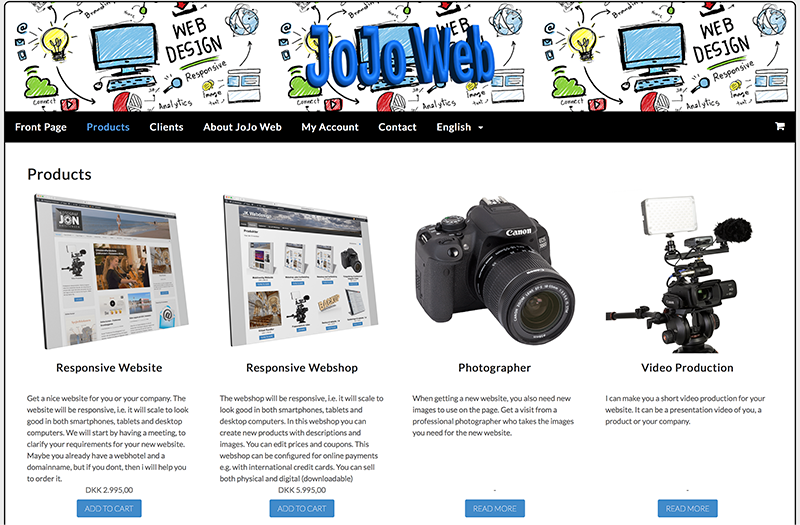 WEB
DESIGN
Responsive
Connect
Analytics
JoJo Web
WEB
DESIGN
Responsive
Connect
Analytics
Image
text
Front Page Products Clients About JoJo Web My Account Contact English
Products
JON
Canon
Responsive Website Responsive Webshop Photographer Video Production
Get a nice website for you or your company. The
website will be responsive, i.e. it will scale to
look good in both smartphones, tablets and
desktop computers. We will start by having a
meeting, to clarify your requirements for your new website.
Maybe you already have a webhotel and a
domainname, but if you dont, then i will help you
to order it.
DKK 2.995,00
ADD TO CART
The webshop will be responsive, i.e. it will scale to
look good in both smartphones, tablets and
desktop computers. In this webshop you can
create new products with descriptions and
images. You can edit prices and coupons. This
webshop can be configured for online payments
e.g. with international credit cards. You can sell
both physical and digital (downloadable)
DKK 5.995,00
ADD TO CART
When getting a new website, you also need new
images to use on the page. Get a visit from a
professional photographer who takes the images
you need for the new website.
-
READ MORE
I can make you a short video production for your
website. It can be a presentation video of you, a
product or your company.
-
READ MORE